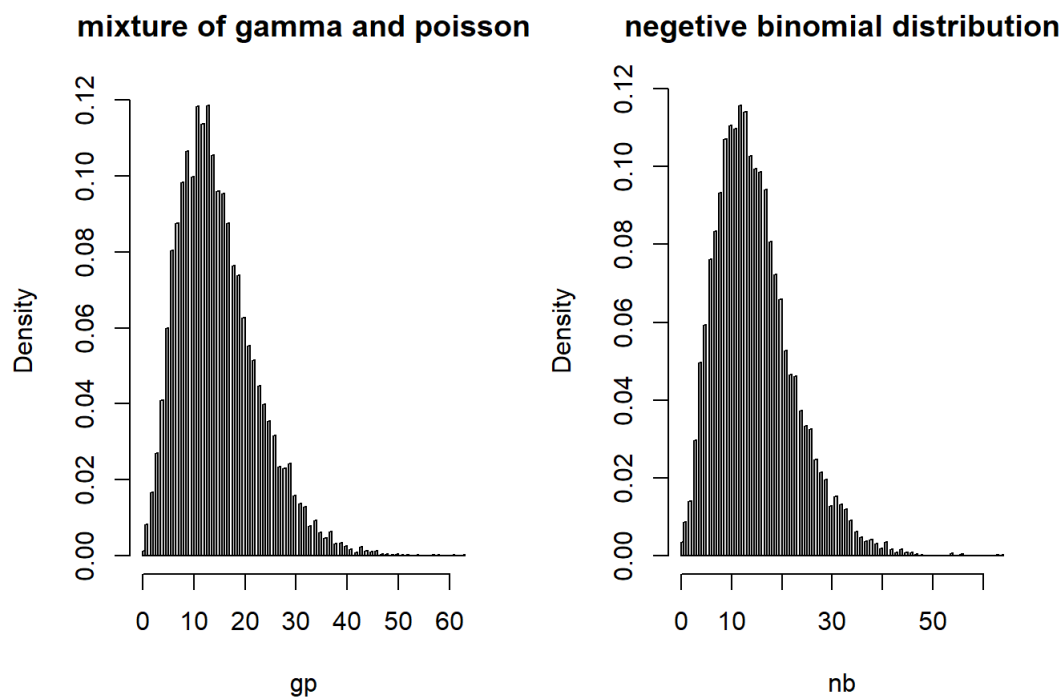 mixture of gamma and poisson
Density
0.00 0.02 0.04 0.06 0.08 0.10 0.12
0 10 20 30 40 50 60
gp
negetive binomial distribution
Density
0.00 0.02 0.04 0.06 0.08 0.10 0.12
0 10 30 50
nb